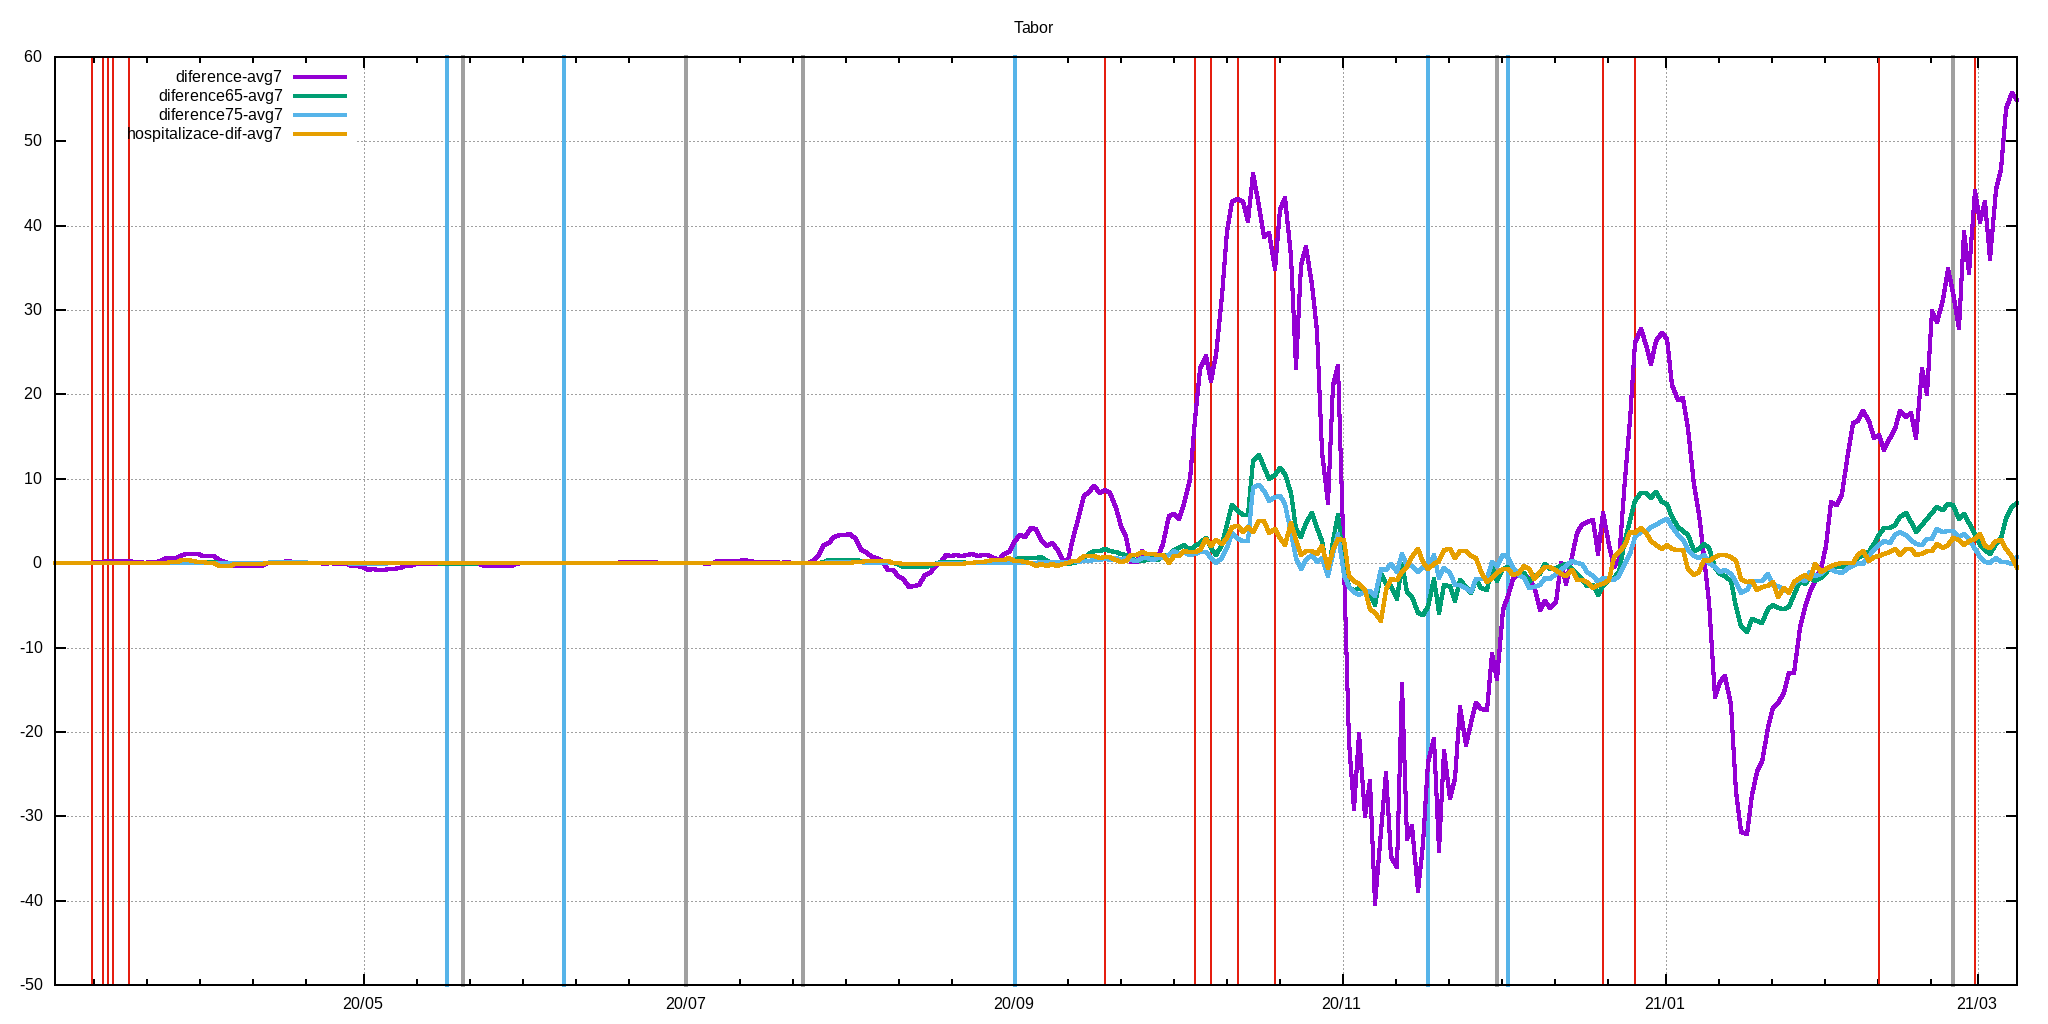 Tabor
diference-avg7
diference65-avg7
diference75-avg7
hospitalizace-dif-avg7
60
50
40
30
20
10
0
-10
-20
-30
-40
-50
20/05 20/07 20/09 20/11 21/01 21/03